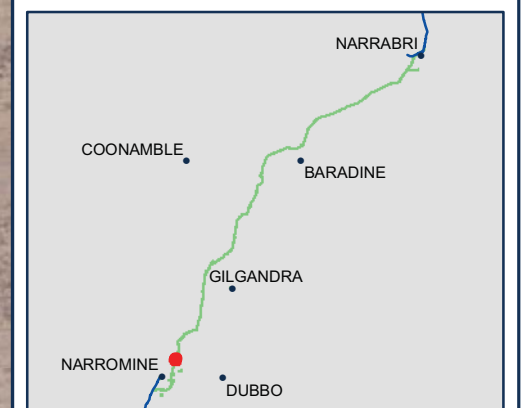 NARRABRI
COONAMBLE
BARADINE
GILGANDRA
NARROMINE
DUBBO